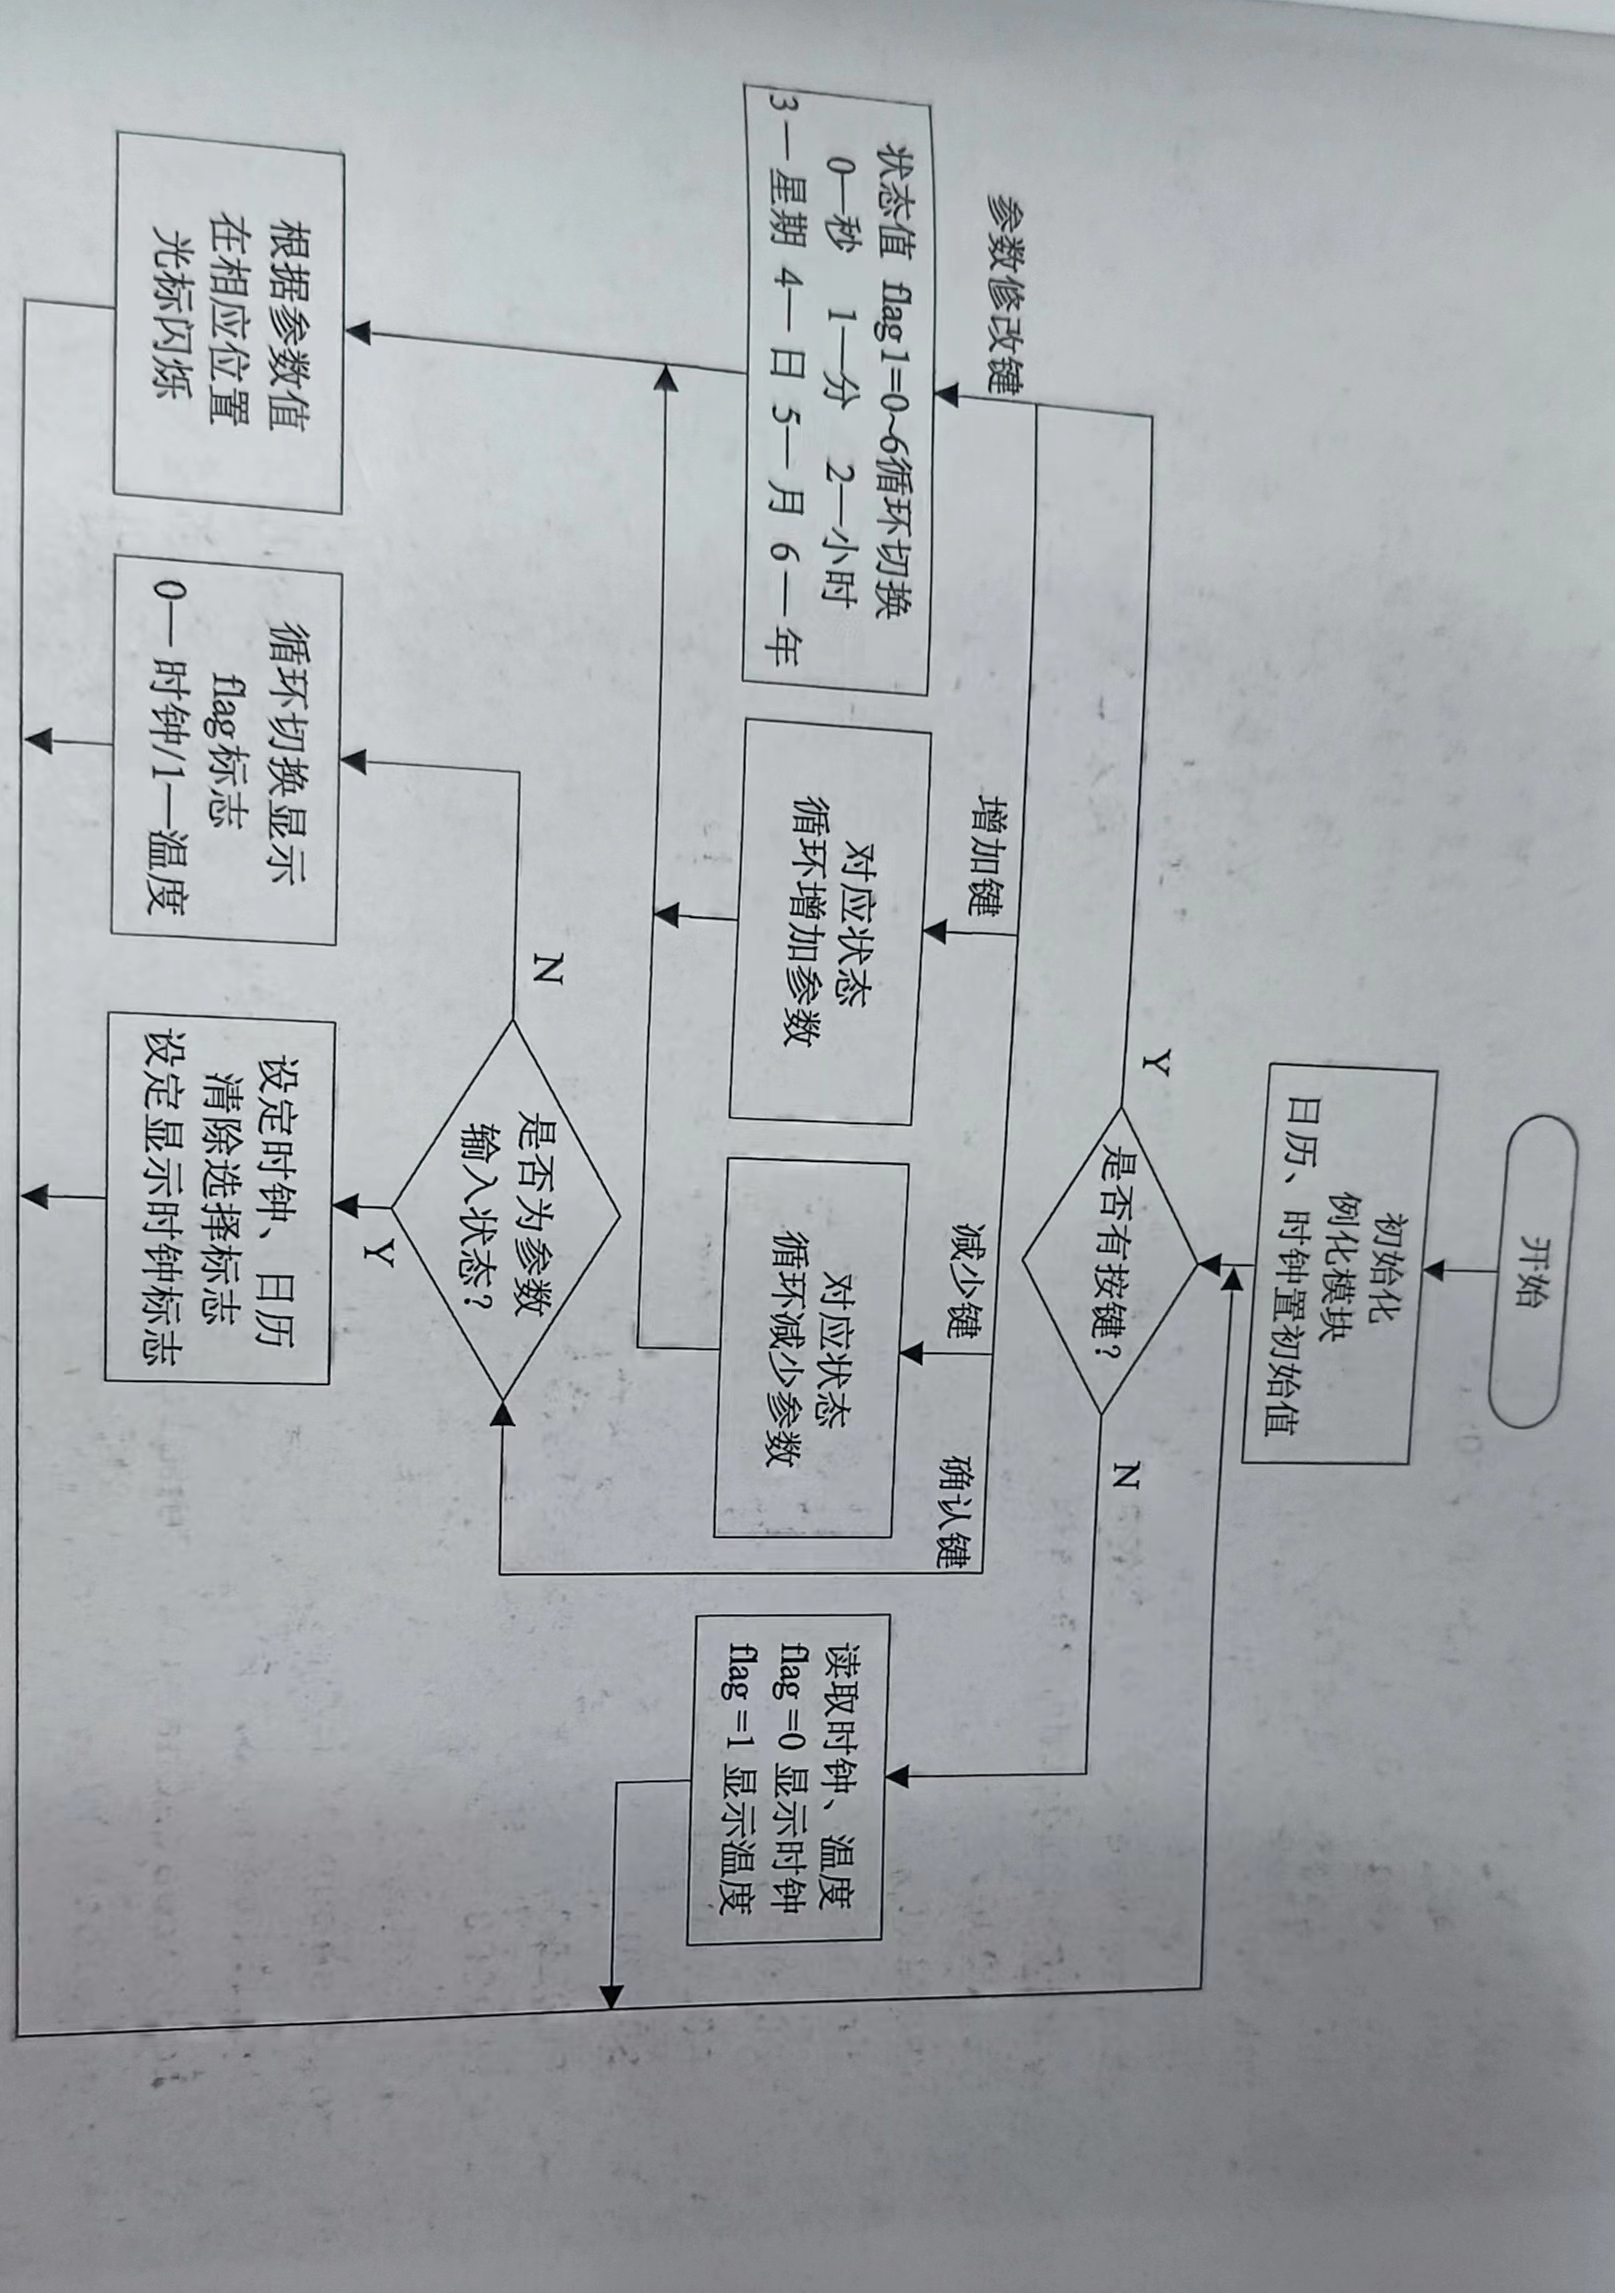 开始
初始化
例化模块
日历、时钟置初始值
Y
是否有按键？
N
参数修改键
增加键
减少键
确认键
状态值 flag1=0~6循环切换
0—秒 1—分 2—小时
3—星期 4—日 5—月 6—年
对应状态
循环增加参数
对应状态
循环减少参数
读取时钟、温度
flag =0 显示时钟
flag =1 显示温度
N
是否为参数
输入状态？
Y
根据参数值
在相应位置
光标闪烁
循环切换显示
flag标志
0—时钟/1—温度
设定时钟、日历
清除选择标志
设定显示时钟标志